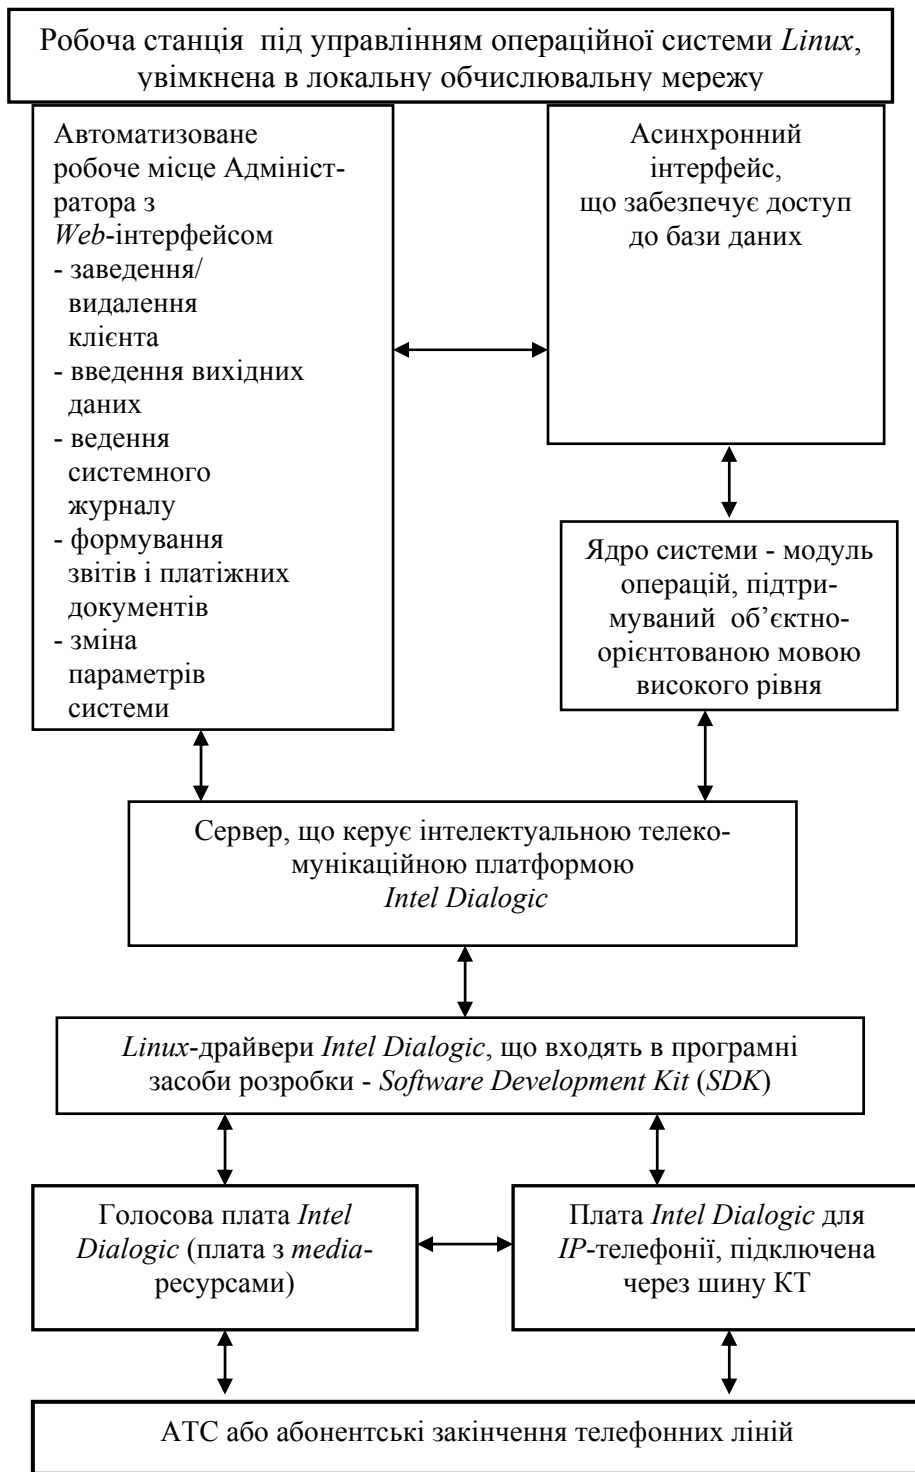 Робоча станція під управлінням операційної системи Linux,
увімкнена в локальну обчислювальну мережу
Автоматизоване
робоче місце Адмініст-
ратора з
Web-інтерфейсом
- заведення/
видалення
клієнта
- введення вихідних
даних
- ведення
системного
журналу
- формування
звітів і платіжних
документів
- зміна
параметрів
системи
Асинхронний
інтерфейс,
що забезпечує доступ
до бази даних
Ядро системи - модуль
операцій, підтри-
муваний об’єктно-
орієнтованою мовою
високого рівня
Сервер, що керує інтелектуальною телеко-
мунікаційною платформою
Intel Dialogic
Linux-драйвери Intel Dialogic, що входять в програмні
засоби розробки - Software Development Kit (SDK)
Голосова плата Intel
Dialogic (плата з media-
ресурсами)
Плата Intel Dialogic для
IP-телефонії, підключена
через шину КТ
АТС або абонентські закінчення телефонних ліній